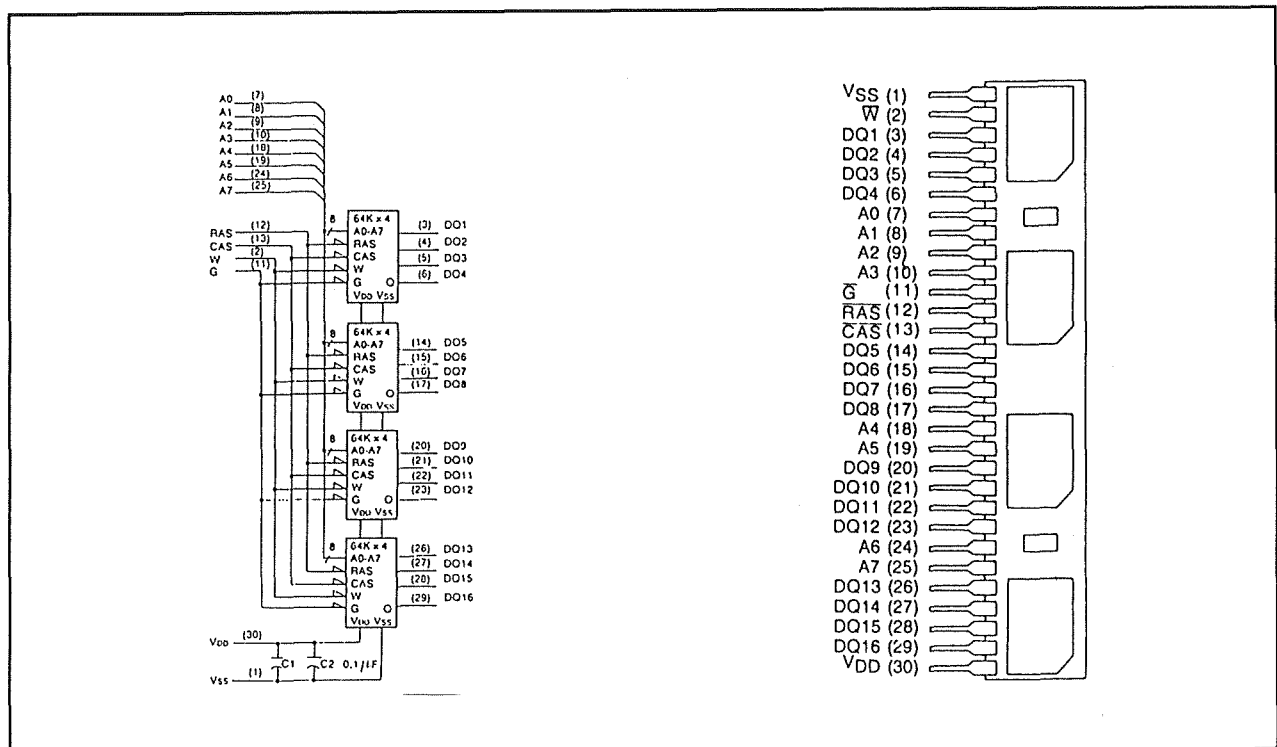 A0 (7)
A1 (8)
A2 (9)
A3 (10)
A4 (18)
A5 (19)
A6 (24)
A7 (25)
RAS (12)
CAS (13)
W (2)
G (11)
8 64K x 4
A0-A7 (3) DQ1
RAS (4) DQ2
CAS (5) DQ3
W (6) DQ4
G Q
VDD VSS
8 64K x 4
A0-A7 (14) DQ5
RAS (15) DQ6
CAS (16) DQ7
W (17) DQ8
G Q
VDD VSS
8 64K x 4
A0-A7 (20) DQ9
RAS (21) DQ10
CAS (22) DQ11
W (23) DQ12
G Q
VDD VSS
8 64K x 4
A0-A7 (26) DQ13
RAS (27) DQ14
CAS (28) DQ15
W (29) DQ16
G Q
VDD VSS
VDD (30)
C1 C2 0.1µF
VSS (1)
VSS (1)
W̅ (2)
DQ1 (3)
DQ2 (4)
DQ3 (5)
DQ4 (6)
A0 (7)
A1 (8)
A2 (9)
A3 (10)
G̅ (11)
R̅A̅S̅ (12)
C̅A̅S̅ (13)
DQ5 (14)
DQ6 (15)
DQ7 (16)
DQ8 (17)
A4 (18)
A5 (19)
DQ9 (20)
DQ10 (21)
DQ11 (22)
DQ12 (23)
A6 (24)
A7 (25)
DQ13 (26)
DQ14 (27)
DQ15 (28)
DQ16 (29)
VDD (30)